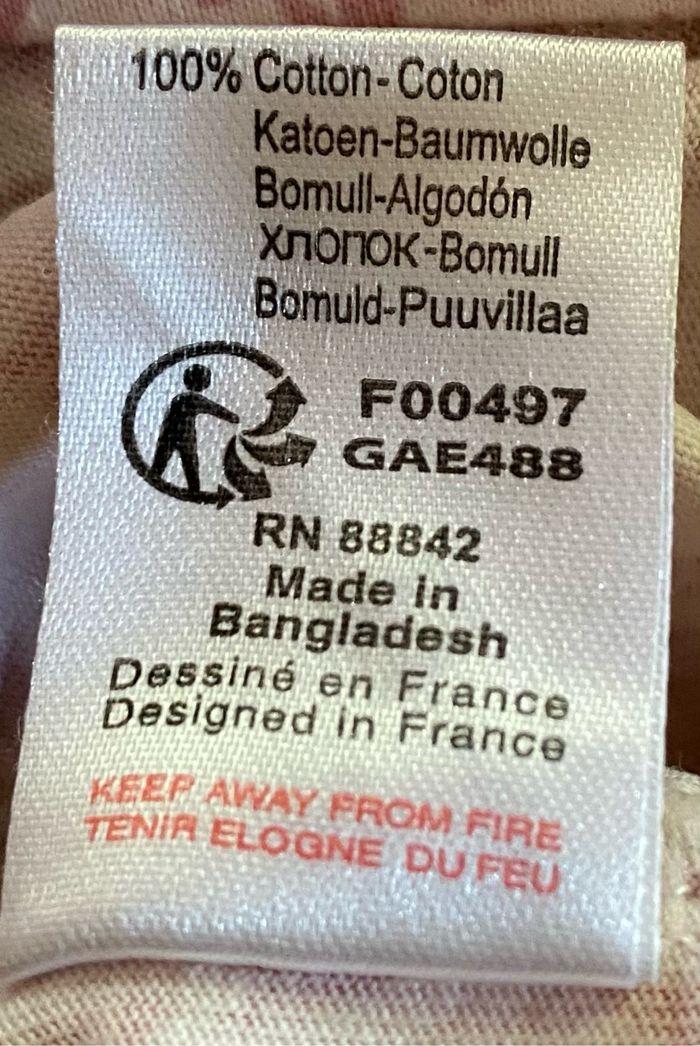 100% Cotton-Coton
Katoen-Baumwolle
Bomull-Algodón
Хлопок-Bomull
Bomuld-Puuvillaa
F00497
GAE488
RN 88842
Made in
Bangladesh
Dessiné en France
Designed in France
KEEP AWAY FROM FIRE
TENIR ELOGNE DU FEU